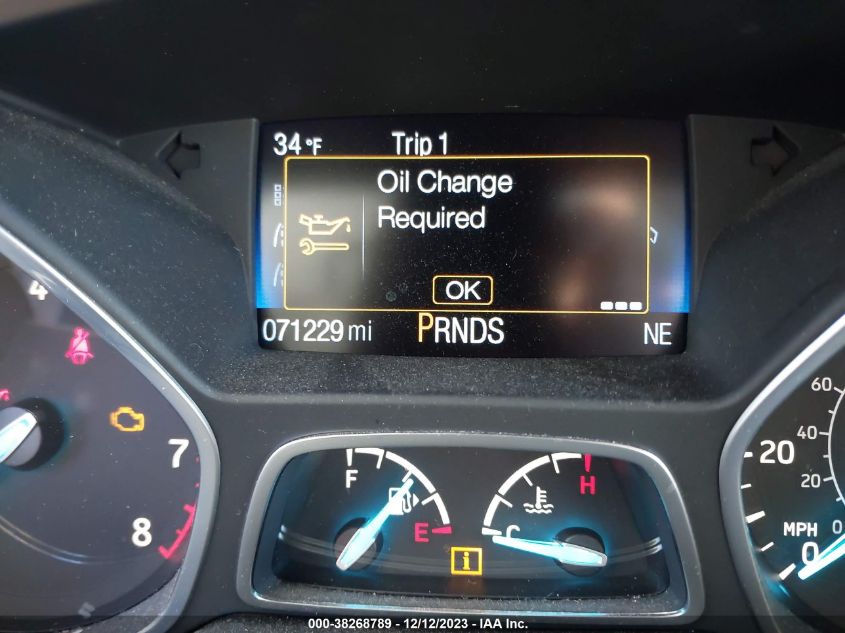 34 °F Trip 1
Oil Change
Required
OK
071229 mi PRNDS NE
4
7
8
F
E
i
C
H
60
40
20
20
MPH 0
0
000-38268789 - 12/12/2023 - IAA Inc.